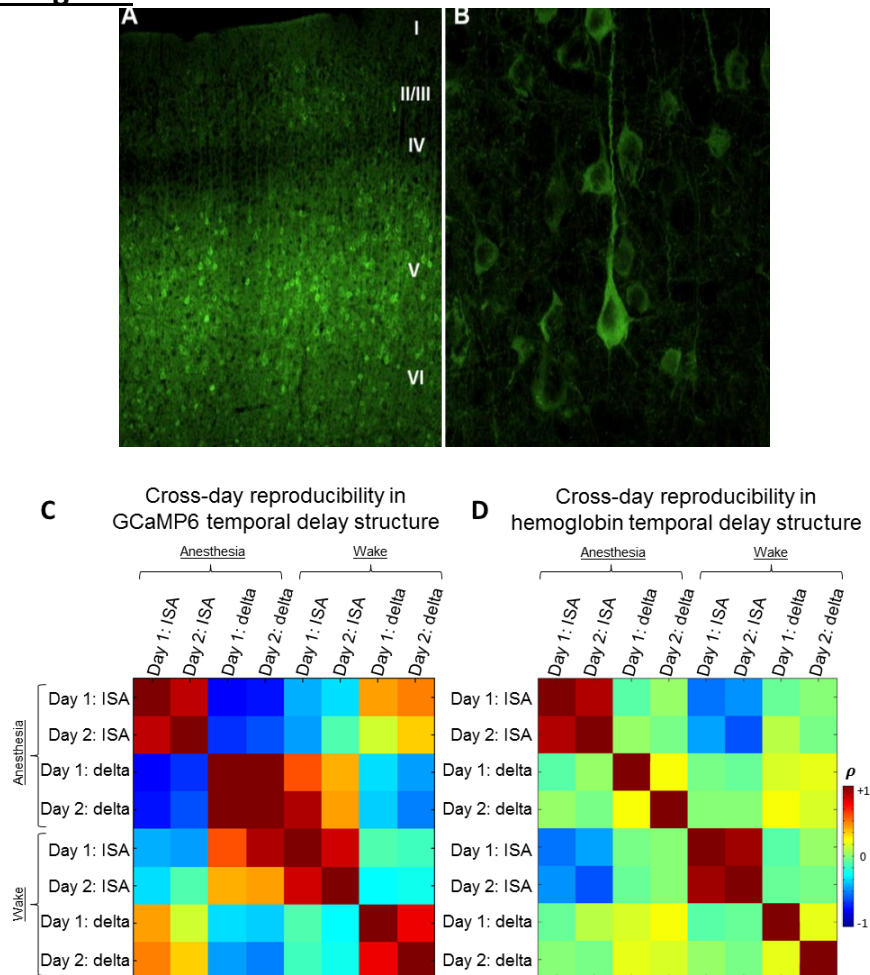 A
I
II/III
IV
V
VI
B
C
Cross-day reproducibility in
GCaMP6 temporal delay structure
Anesthesia
Wake
Day 1: ISA
Day 2: ISA
Day 1: delta
Day 2: delta
Day 1: ISA
Day 2: ISA
Day 1: delta
Day 2: delta
Anesthesia
Day 1: ISA
Day 2: ISA
Day 1: delta
Day 2: delta
Wake
Day 1: ISA
Day 2: ISA
Day 1: delta
Day 2: delta
D
Cross-day reproducibility in
hemoglobin temporal delay structure
Anesthesia
Wake
Day 1: ISA
Day 2: ISA
Day 1: delta
Day 2: delta
Day 1: ISA
Day 2: ISA
Day 1: delta
Day 2: delta
Day 1: ISA
Day 2: ISA
Day 1: delta
Day 2: delta
Day 1: ISA
Day 2: ISA
Day 1: delta
Day 2: delta
ρ
+1
0
-1